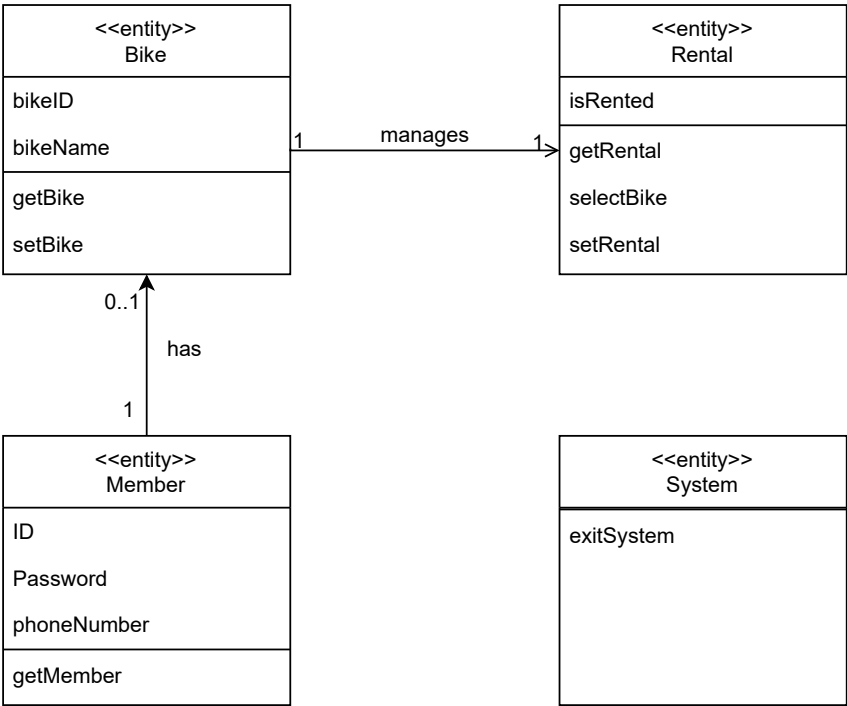 <<entity>>
Bike
bikeID
bikeName
getBike
setBike
1
manages
1
<<entity>>
Rental
isRented
getRental
selectBike
setRental
0..1
has
1
<<entity>>
Member
ID
Password
phoneNumber
getMember
<<entity>>
System
exitSystem